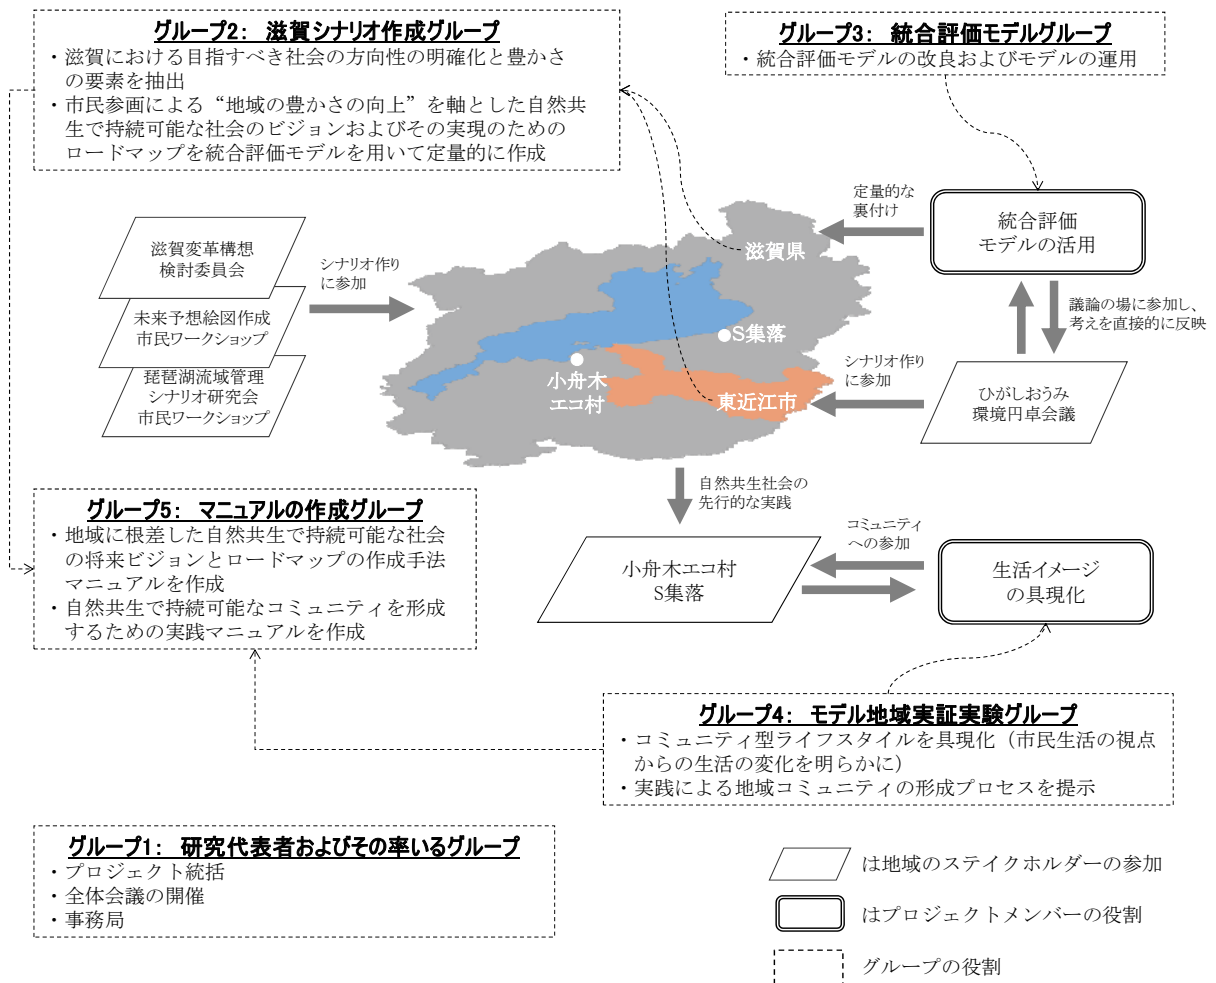 グループ2： 滋賀シナリオ作成グループ
・滋賀における目指すべき社会の方向性の明確化と豊かさ
の要素を抽出
・市民参画による“地域の豊かさの向上”を軸とした自然共
生で持続可能な社会のビジョンおよびその実現のための
ロードマップを統合評価モデルを用いて定量的に作成
グループ3： 統合評価モデルグループ
・統合評価モデルの改良およびモデルの運用
滋賀変革構想
検討委員会
未来予想絵図作成
市民ワークショップ
琵琶湖流域管理
シナリオ研究会
市民ワークショップ
シナリオ作り
に参加
滋賀県
S集落
小舟木
エコ村
東近江市
定量的な
裏付け
統合評価
モデルの活用
議論の場に参加し、
考えを直接的に反映
シナリオ作り
に参加
ひがしおうみ
環境円卓会議
自然共生社会の
先行的な実践
グループ5： マニュアルの作成グループ
・地域に根差した自然共生で持続可能な社会
の将来ビジョンとロードマップの作成手法
マニュアルを作成
・自然共生で持続可能なコミュニティを形成
するための実践マニュアルを作成
小舟木エコ村
S集落
コミュニティ
への参加
生活イメージ
の具現化
グループ4： モデル地域実証実験グループ
・コミュニティ型ライフスタイルを具現化（市民生活の視点
からの生活の変化を明らかに）
・実践による地域コミュニティの形成プロセスを提示
グループ1： 研究代表者およびその率いるグループ
・プロジェクト統括
・全体会議の開催
・事務局
は地域のステイクホルダーの参加
はプロジェクトメンバーの役割
グループの役割